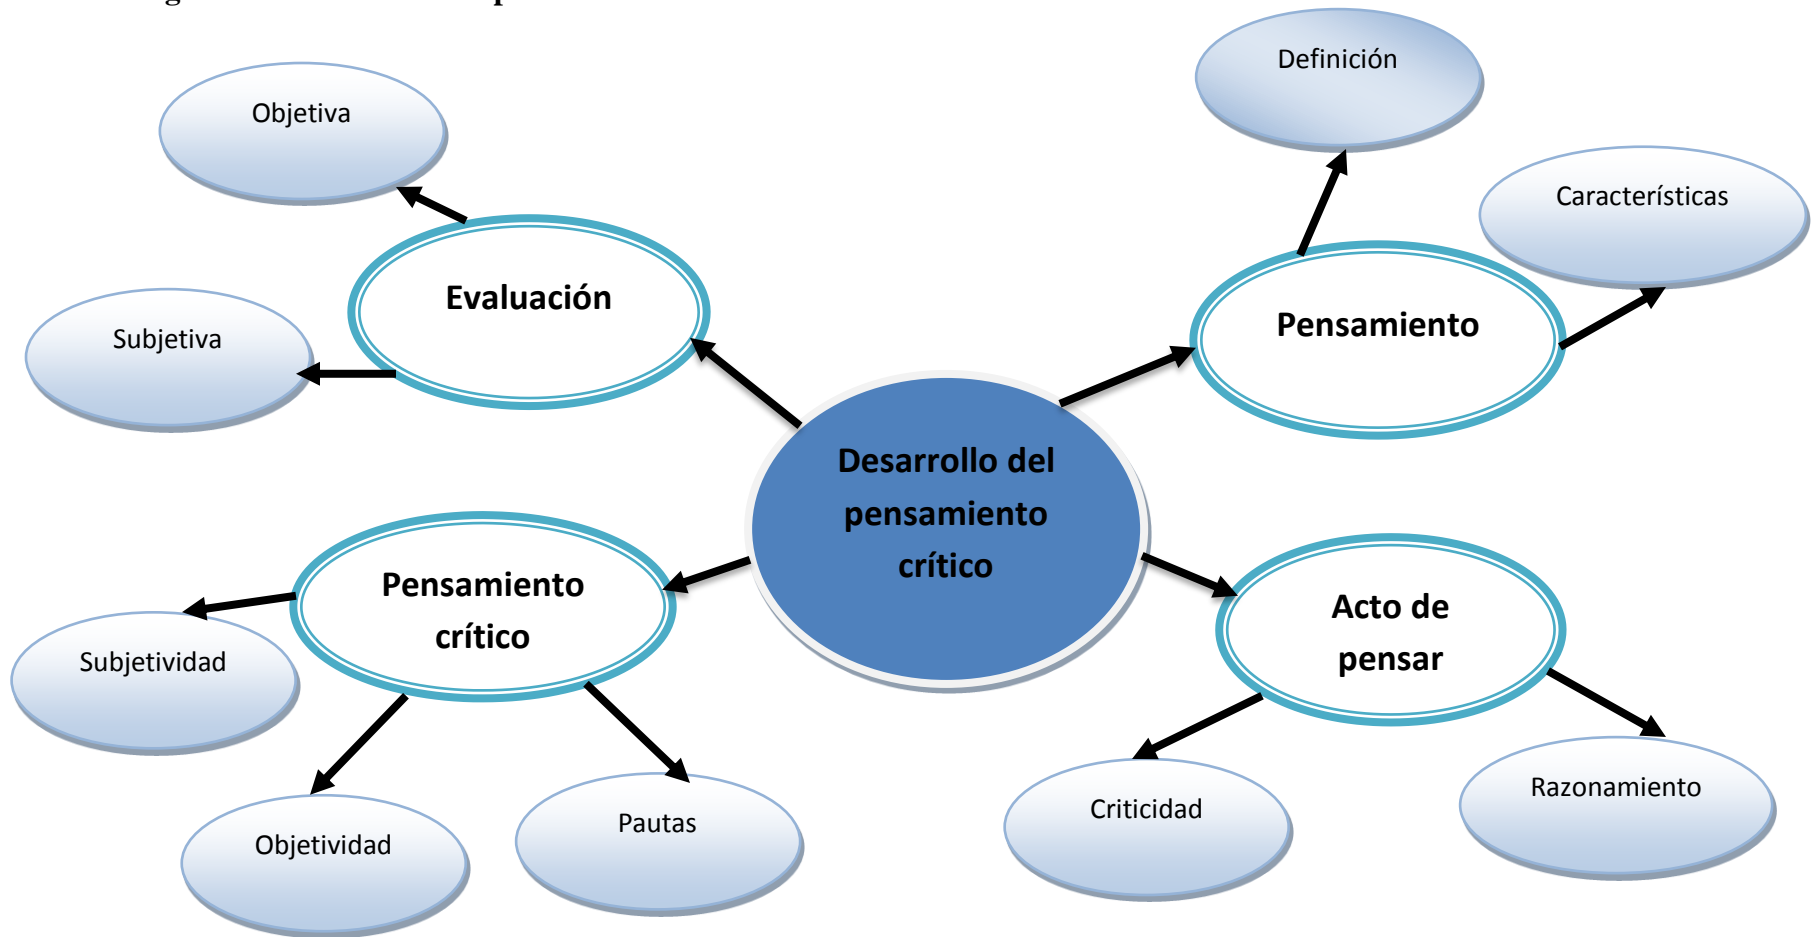 Definición
Objetiva
Características
Evaluación
Pensamiento
Subjetiva
Desarrollo del
pensamiento
crítico
Pensamiento
crítico
Acto de
pensar
Subjetividad
Razonamiento
Criticidad
Pautas
Objetividad